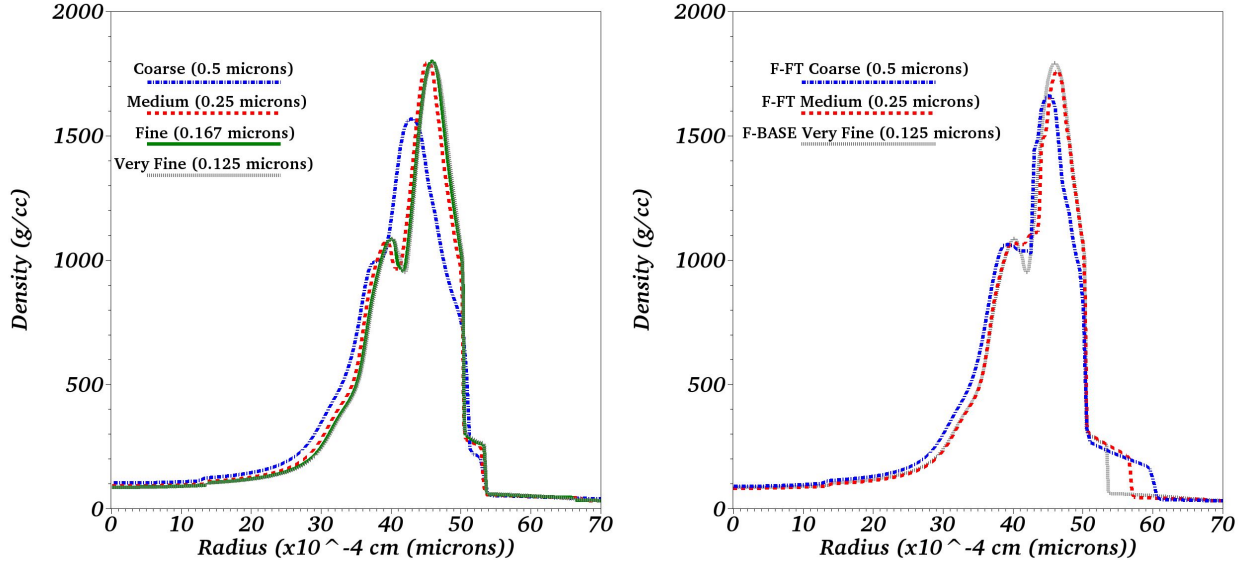 2000
1500
1000
500
0
Density (g/cc)
Coarse (0.5 microns)
Medium (0.25 microns)
Fine (0.167 microns)
Very Fine (0.125 microns)
0 10 20 30 40 50 60 70
Radius (x10^-4 cm (microns))
2000
1500
1000
500
0
Density (g/cc)
F-FT Coarse (0.5 microns)
F-FT Medium (0.25 microns)
F-BASE Very Fine (0.125 microns)
0 10 20 30 40 50 60 70
Radius (x10^-4 cm (microns))